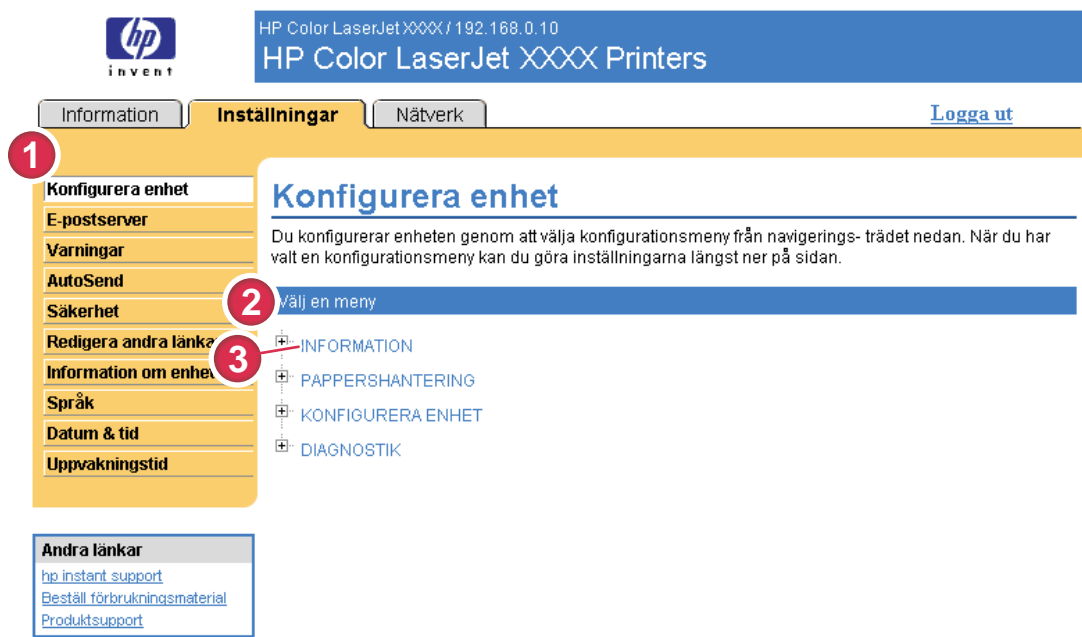 hp
invent
HP Color LaserJet XXXX / 192.168.0.10
HP Color LaserJet XXXX Printers
Information
Inställningar
Nätverk
Logga ut
1
Konfigurera enhet
E-postserver
Varningar
AutoSend
Säkerhet
Redigera andra länka
Information om enhe
Språk
Datum & tid
Uppvakningstid
Konfigurera enhet
Du konfigurerar enheten genom att välja konfigurationsmeny från navigerings- trädet nedan. När du har
valt en konfigurationsmeny kan du göra inställningarna längst ner på sidan.
2
Välj en meny
3
INFORMATION
PAPPERSHANTERING
KONFIGURERA ENHET
DIAGNOSTIK
Andra länkar
hp instant support
Beställ förbrukningsmaterial
Produktsupport